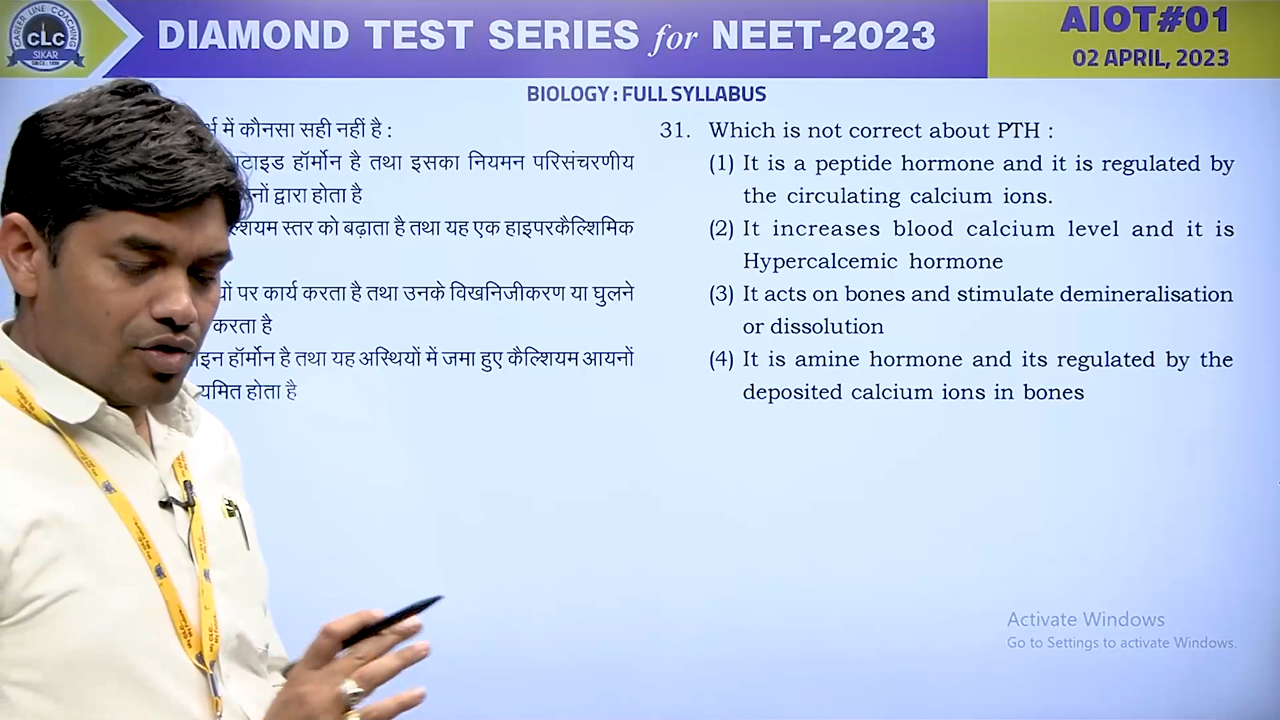 CAREER LINE COACHING
CLC
SIKAR
SINCE : 1996
DIAMOND TEST SERIES for NEET-2023
AIOT#01
02 APRIL, 2023
BIOLOGY : FULL SYLLABUS
में कौनसा सही नहीं है :
हॉर्मोन है तथा इसका नियमन परिसंचरणीय
द्वारा होता है
स्तर को बढ़ाता है तथा यह एक हाइपरकैल्शिमिक
पर कार्य करता है तथा उनके विखनिजीकरण या घुलने
करता है
हॉर्मोन है तथा यह अस्थियों में जमा हुए कैल्शियम आयनों
होता है
31. Which is not correct about PTH :
(1) It is a peptide hormone and it is regulated by
the circulating calcium ions.
(2) It increases blood calcium level and it is
Hypercalcemic hormone
(3) It acts on bones and stimulate demineralisation
or dissolution
(4) It is amine hormone and its regulated by the
deposited calcium ions in bones
Activate Windows
Go to Settings to activate Windows.